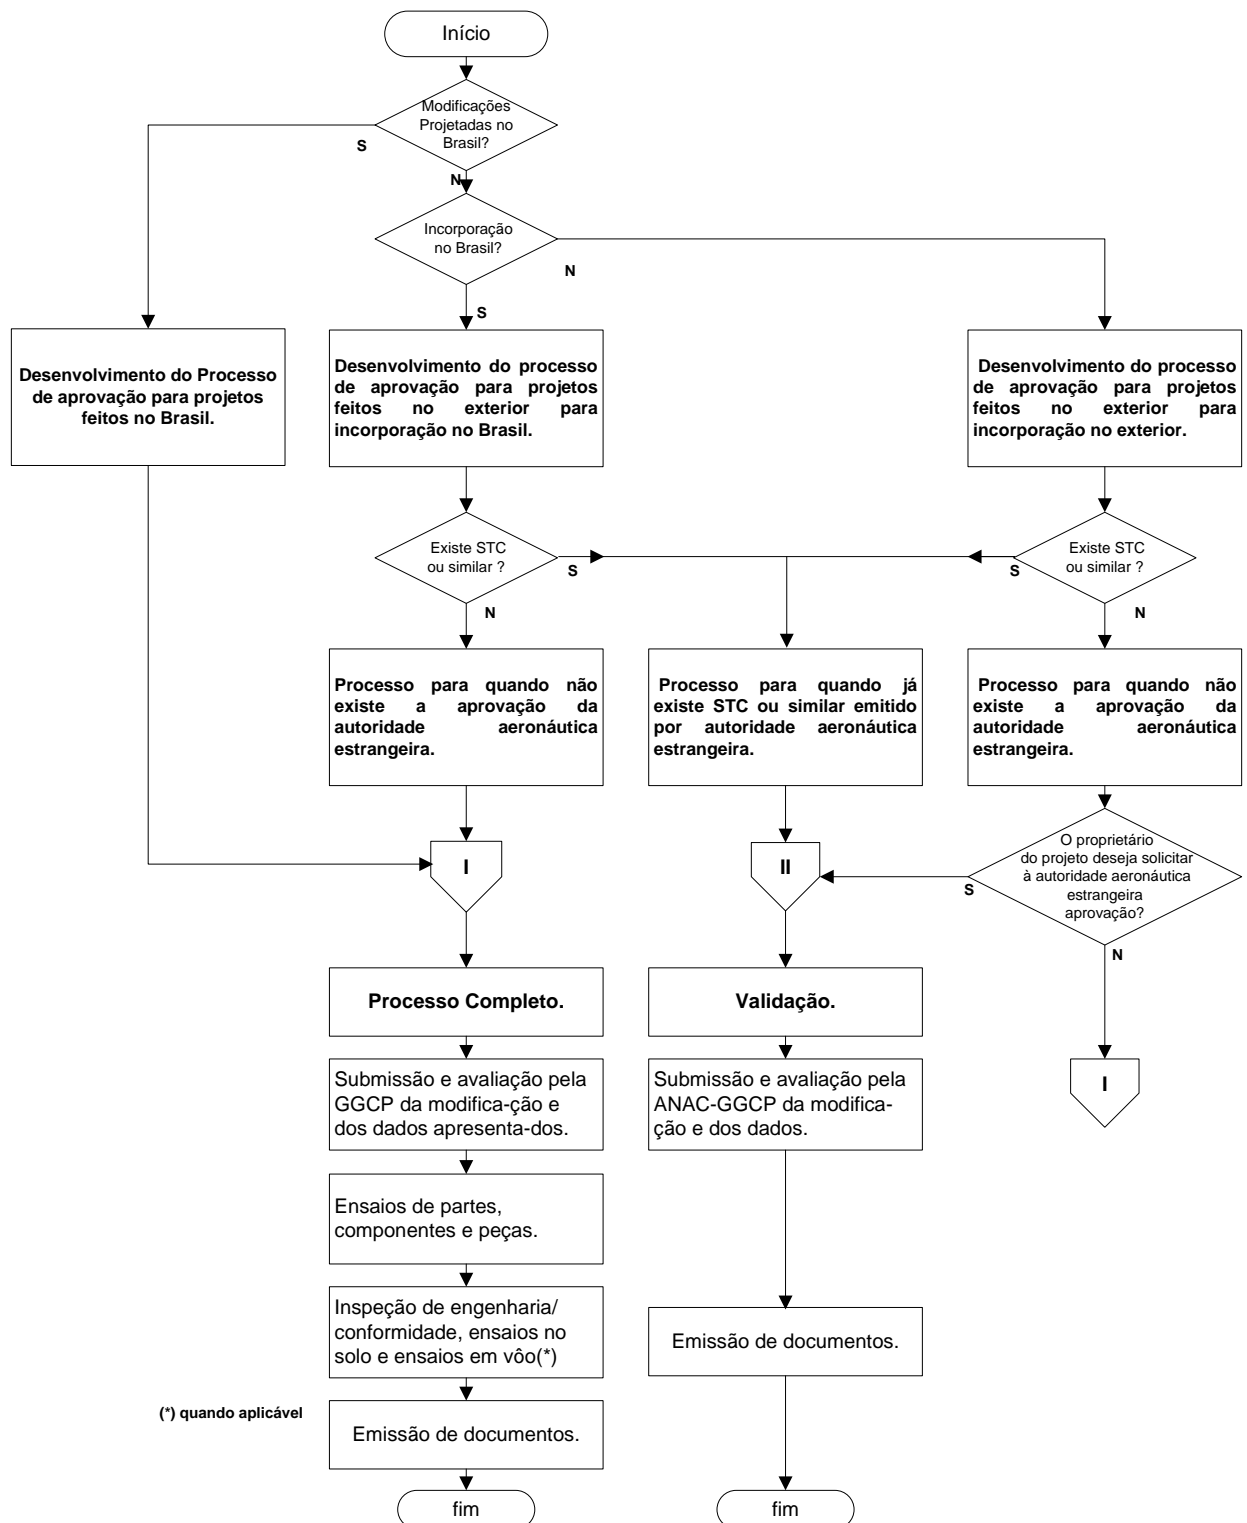 Início
Modificações
Projetadas no
Brasil?
S
N
Incorporação
no Brasil?
N
S
Desenvolvimento do Processo
de aprovação para projetos
feitos no Brasil.
Desenvolvimento do processo
de aprovação para projetos
feitos no exterior para
incorporação no Brasil.
Desenvolvimento do processo
de aprovação para projetos
feitos no exterior para
incorporação no exterior.
Existe STC
ou similar ?
S
N
Existe STC
ou similar ?
S
N
Processo para quando não
existe a aprovação da
autoridade aeronáutica
estrangeira.
Processo para quando já
existe STC ou similar emitido
por autoridade aeronáutica
estrangeira.
Processo para quando não
existe a aprovação da
autoridade aeronáutica
estrangeira.
I
II
O proprietário
do projeto deseja solicitar
à autoridade aeronáutica
estrangeira
aprovação?
S
N
Processo Completo.
Validação.
I
Submissão e avaliação pela
GGCP da modifica-ção e
dos dados apresenta-dos.
Submissão e avaliação pela
ANAC-GGCP da modifica-
ção e dos dados.
Ensaios de partes,
componentes e peças.
Inspeção de engenharia/
conformidade, ensaios no
solo e ensaios em vôo(*)
Emissão de documentos.
(*) quando aplicável
Emissão de documentos.
fim
fim